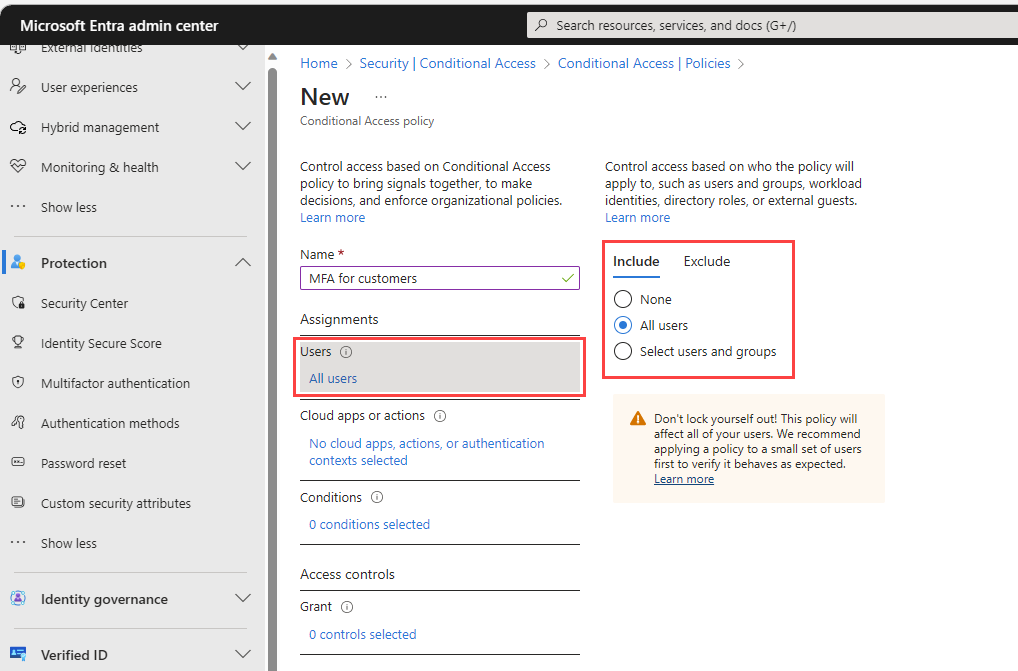 Microsoft Entra admin center
Search resources, services, and docs (G+/)
External Identities
User experiences
Hybrid management
Monitoring & health
Show less
Protection
Security Center
Identity Secure Score
Multifactor authentication
Authentication methods
Password reset
Custom security attributes
Show less
Identity governance
Verified ID
Home > Security | Conditional Access > Conditional Access | Policies >
New ...
Conditional Access policy
Control access based on Conditional Access
policy to bring signals together, to make
decisions, and enforce organizational policies.
Learn more
Name *
MFA for customers
Assignments
Users
All users
Cloud apps or actions
No cloud apps, actions, or authentication
contexts selected
Conditions
0 conditions selected
Access controls
Grant
0 controls selected
Control access based on who the policy will
apply to, such as users and groups, workload
identities, directory roles, or external guests.
Learn more
Include Exclude
None
All users
Select users and groups
Don't lock yourself out! This policy will
affect all of your users. We recommend
applying a policy to a small set of users
first to verify it behaves as expected.
Learn more